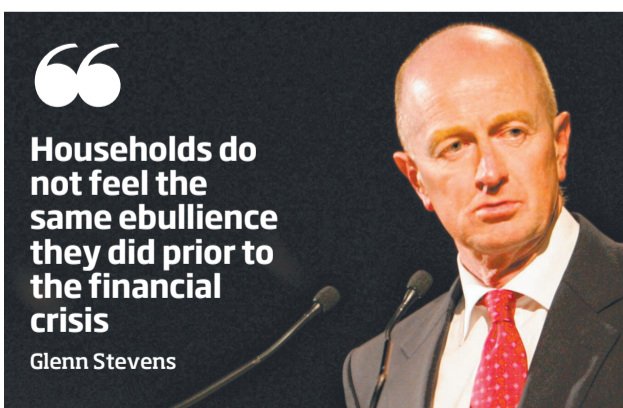 Households do
not feel the
same ebullience
they did prior to
the financial
crisis
Glenn Stevens